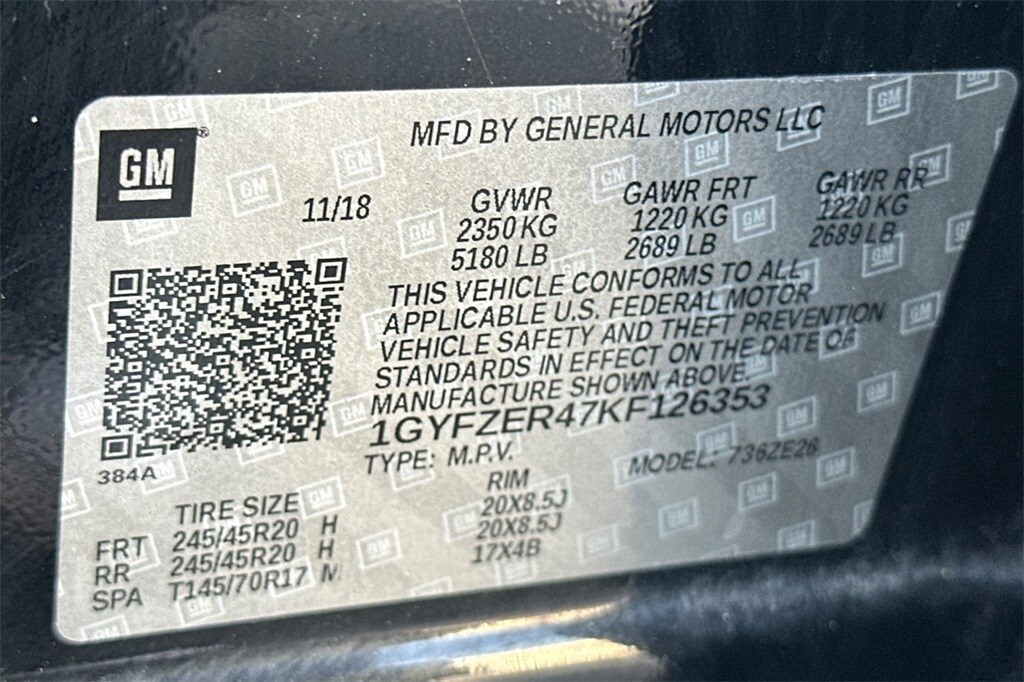 GM
MFD BY GENERAL MOTORS LLC
11/18
GVWR
2350 KG
5180 LB
GAWR FRT
1220 KG
2689 LB
GAWR RR
1220 KG
2689 LB
THIS VEHICLE CONFORMS TO ALL
APPLICABLE U.S. FEDERAL MOTOR
VEHICLE SAFETY AND THEFT PREVENTION
STANDARDS IN EFFECT ON THE DATE OF
MANUFACTURE SHOWN ABOVE.
1GYFZER47KF126353
TYPE: M.P.V. MODEL: 736ZE26
384A
TIRE SIZE RIM
FRT 245/45R20 H 20X8.5J
RR 245/45R20 H 20X8.5J
SPA T145/70R17 M 17X4B